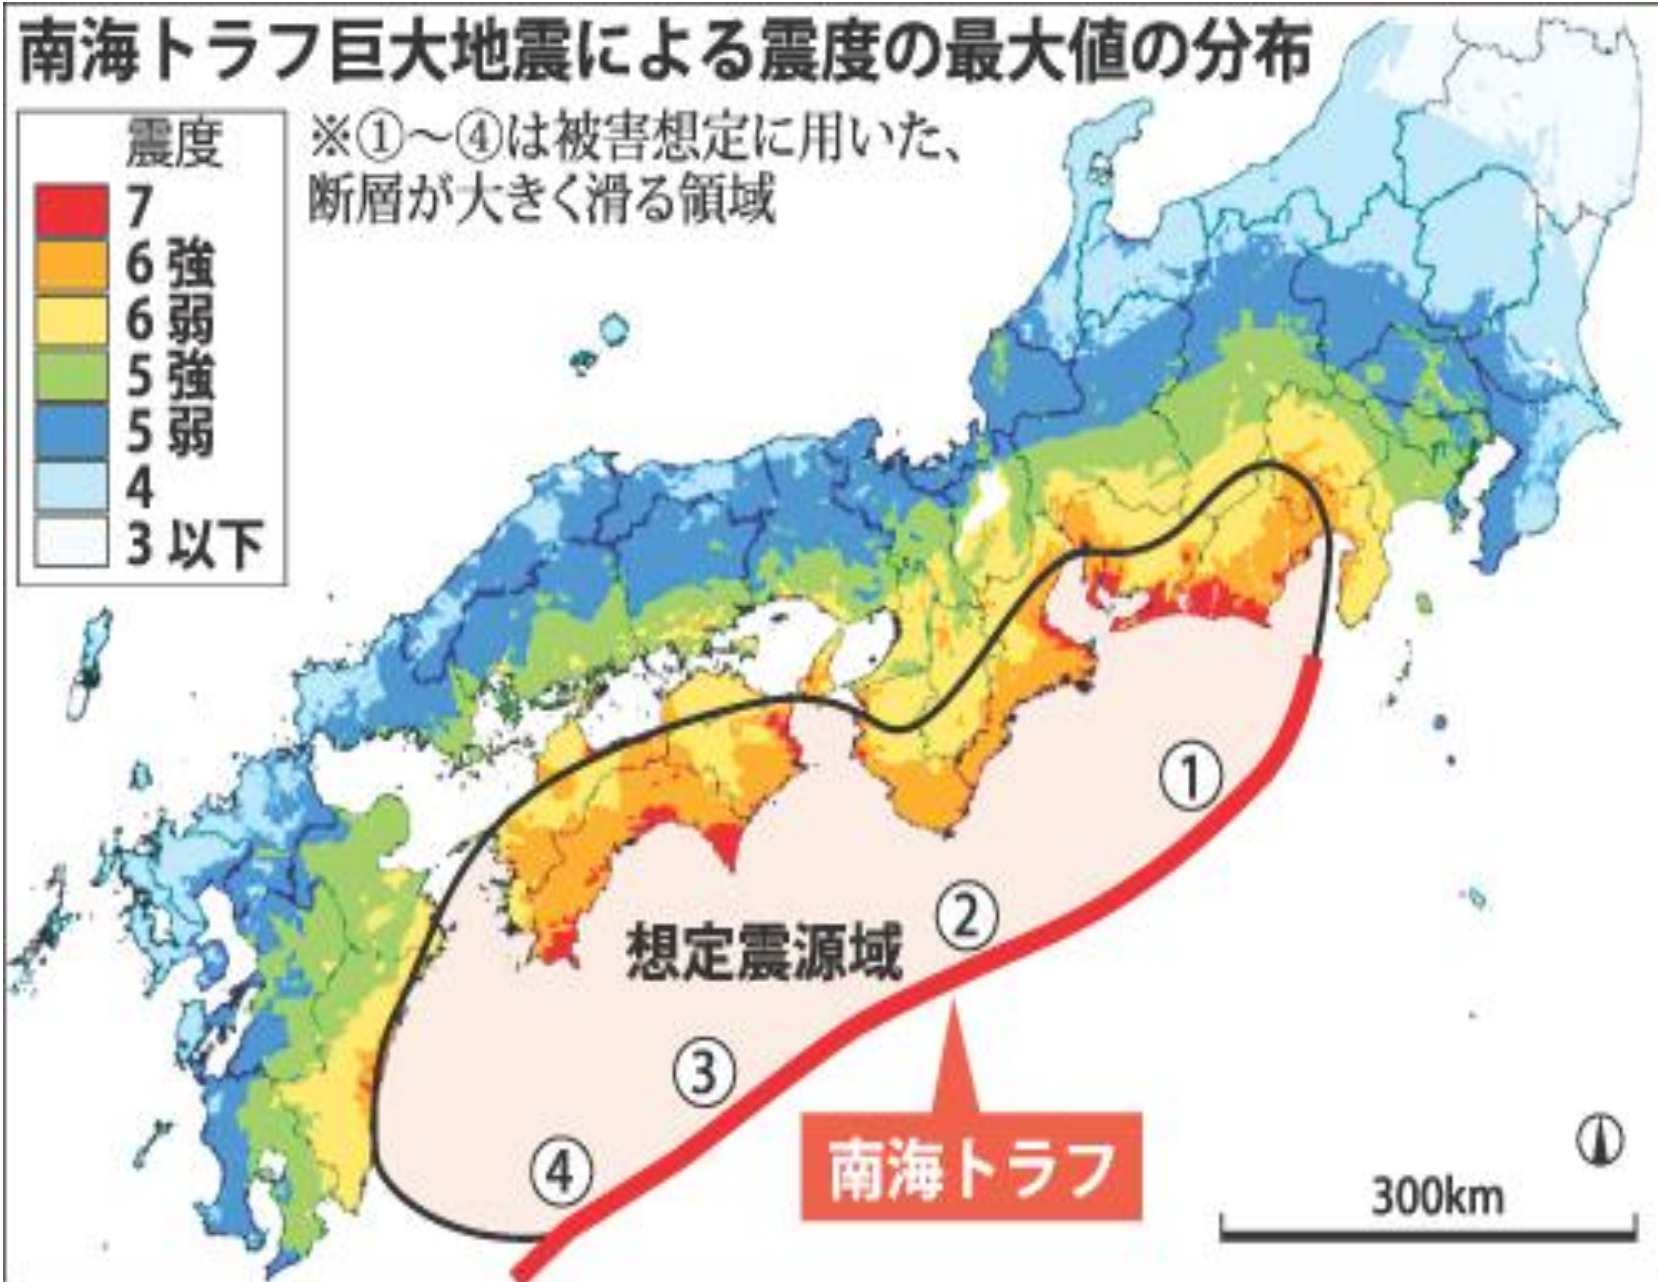 南海トラフ巨大地震による震度の最大値の分布
震度
7
6 強
6 弱
5 強
5 弱
4
3 以下
※①～④は被害想定に用いた、
断層が大きく滑る領域
①
②
想定震源域
③
④
南海トラフ
300km